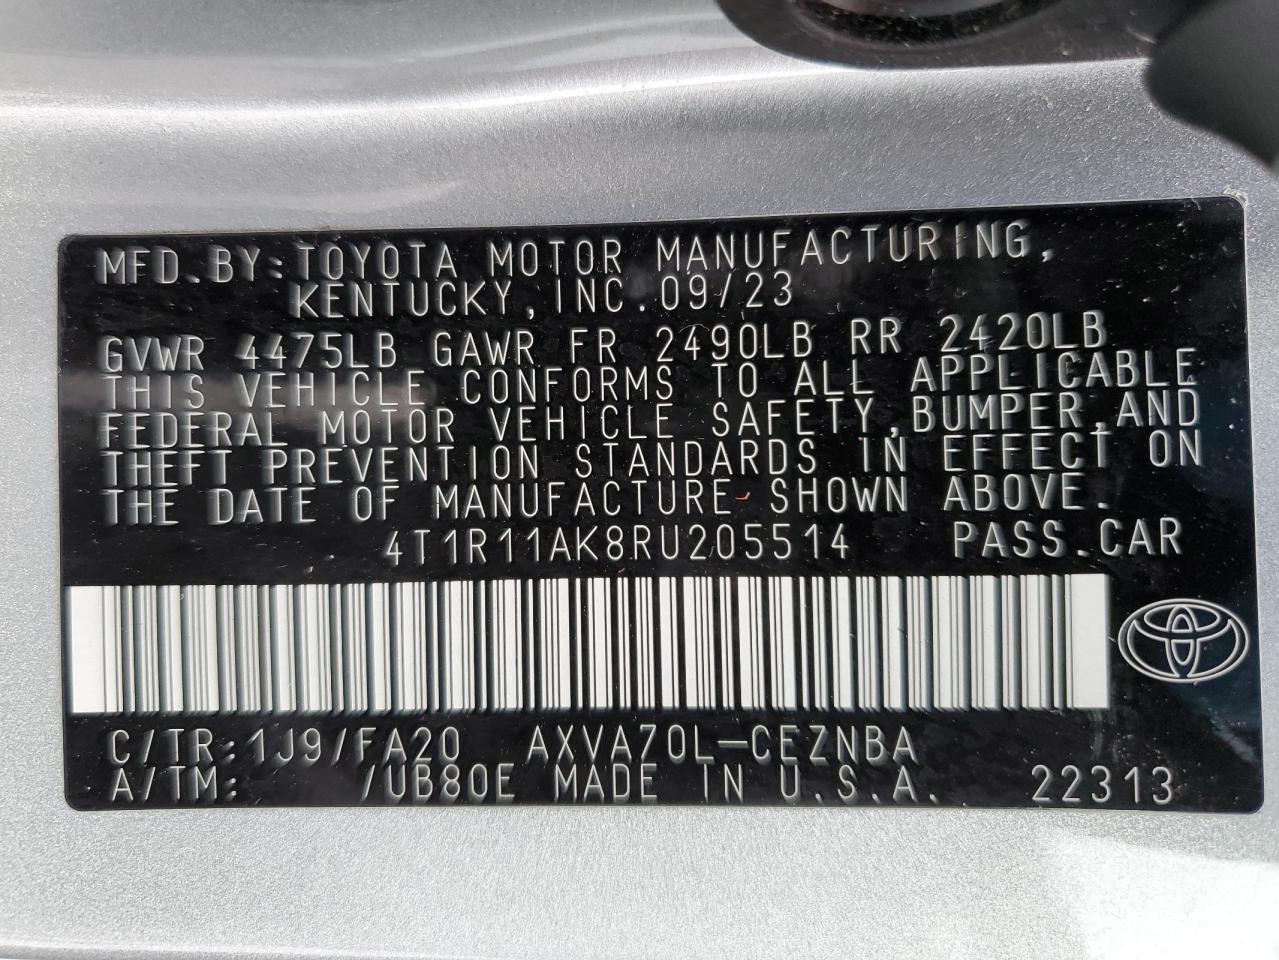 MFD.BY:TOYOTA MOTOR MANUFACTURING,
KENTUCKY,INC.09/23
GVWR 4475LB GAWR FR 2490LB RR 2420LB
THIS VEHICLE CONFORMS TO ALL APPLICABLE
FEDERAL MOTOR VEHICLE SAFETY,BUMPER,AND
THEFT PREVENTION STANDARDS IN EFFECT ON
THE DATE OF MANUFACTURE SHOWN ABOVE.
4T1R11AK8RU205514 PASS.CAR
C/TR:1J9/FA20 AXVA70L-CEZNBA
A/TM: /UB80E MADE IN U.S.A. 22313